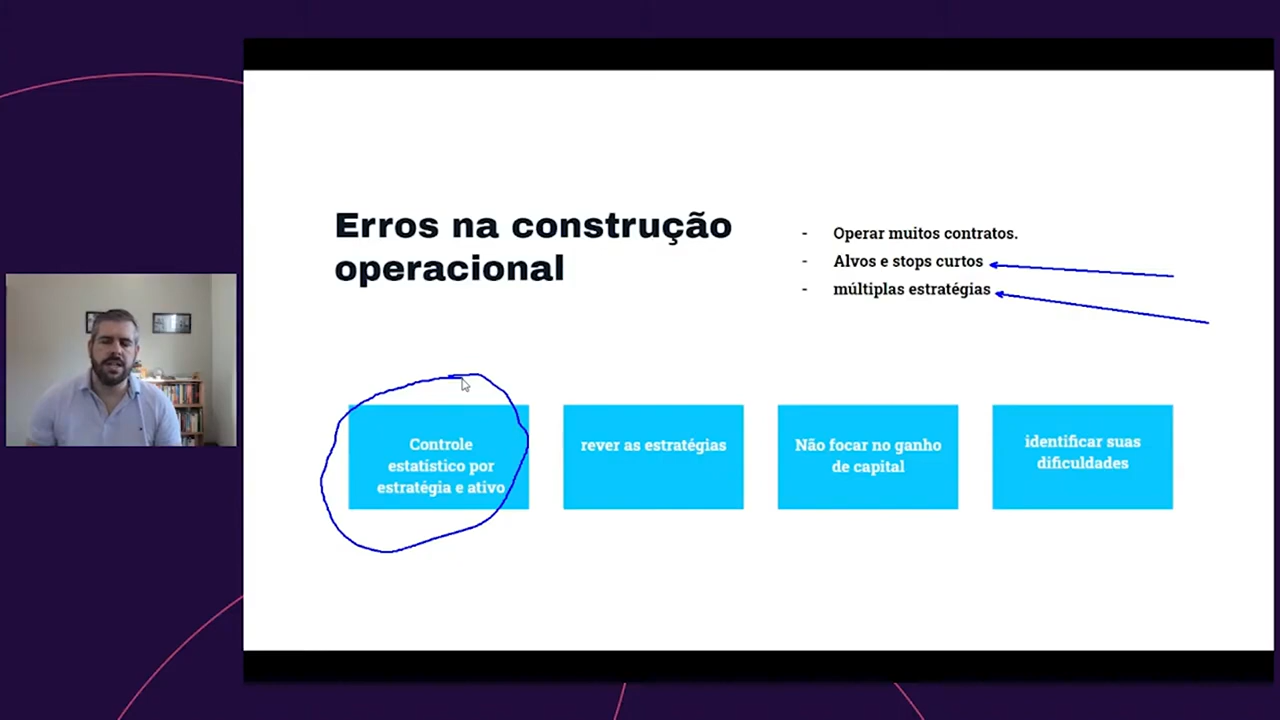 Erros na construção
operacional
- Operar muitos contratos.
- Alvos e stops curtos
- múltiplas estratégias
Controle
estatistico por
estratégia e ativo
rever as estratégias
Não focar no ganho
de capital
identificar suas
dificuldades